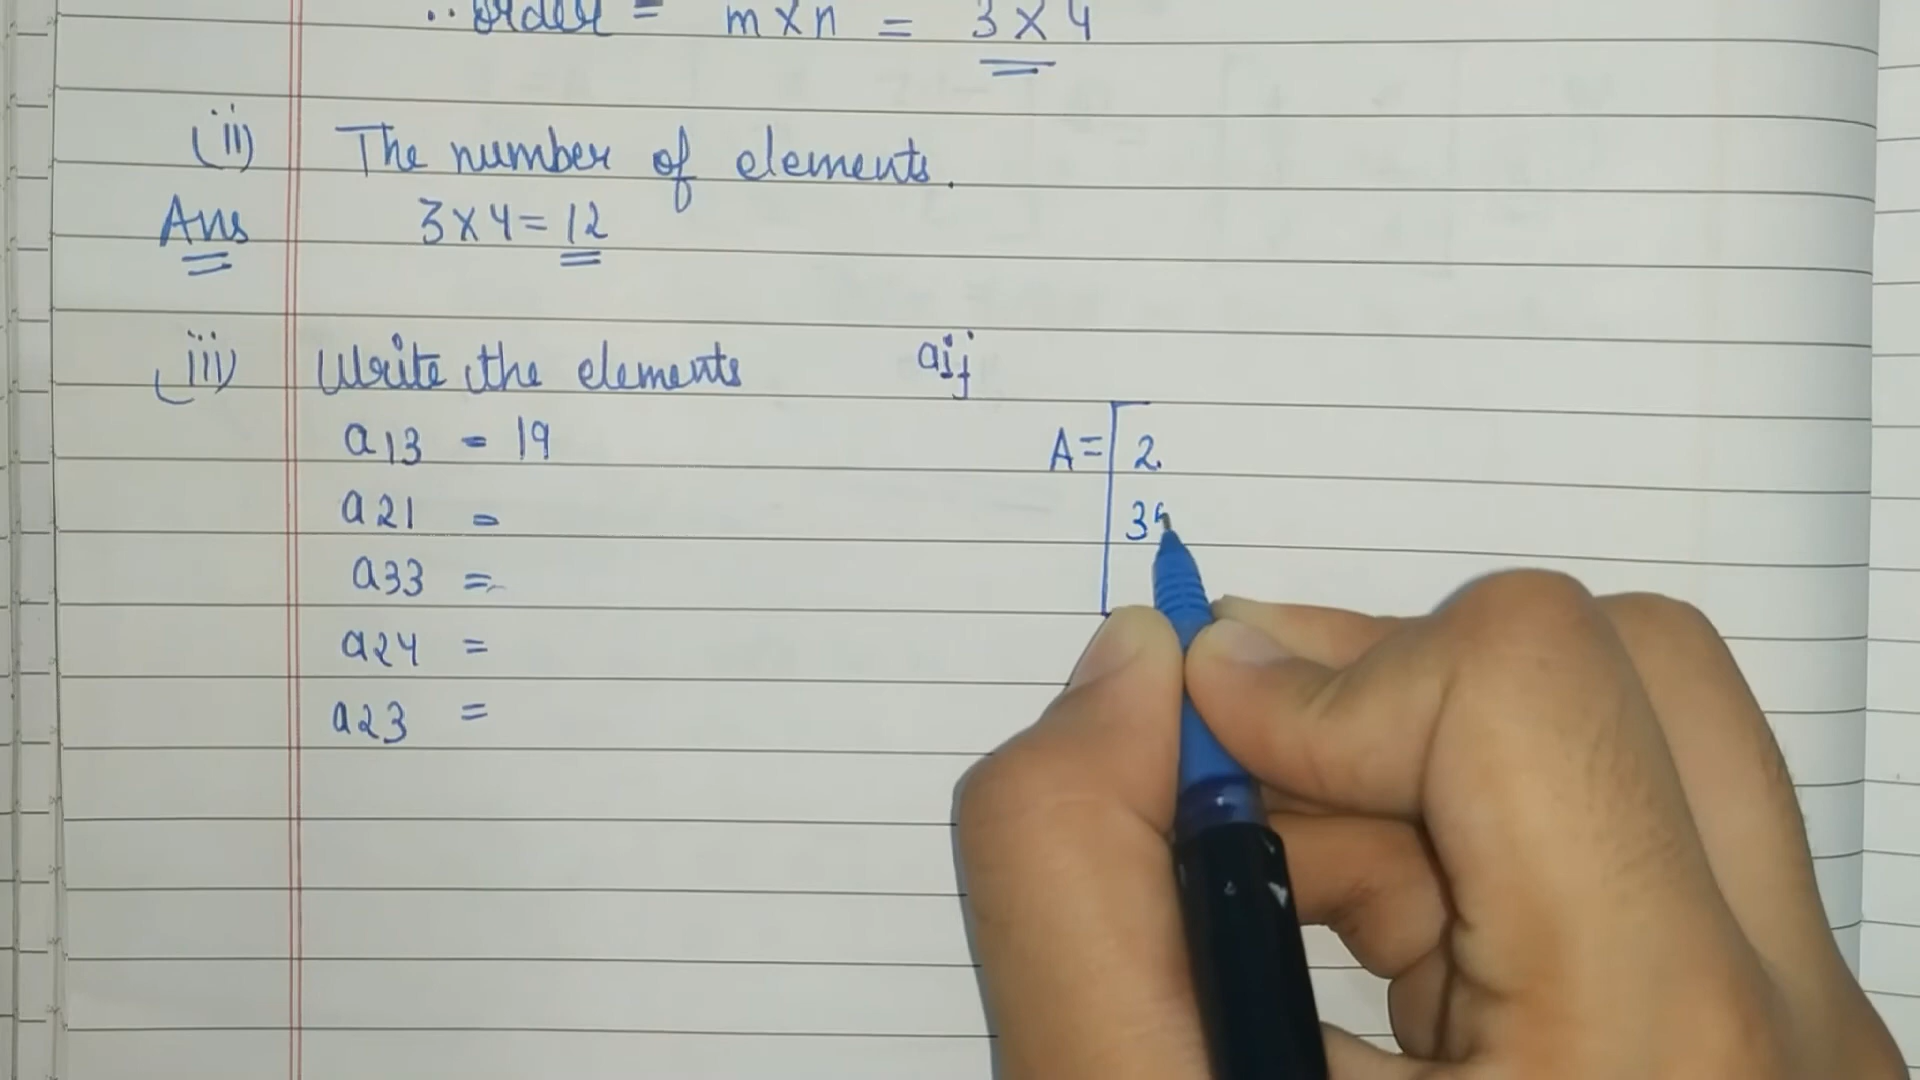 ∴ order = m x n = 3 x 4
(ii) The number of elements.
Ans 3 x 4 = 12
(iii) Write the elements aij
a13 = 19
A = [ 2
a21 =
35
a33 =
a24 =
a23 =